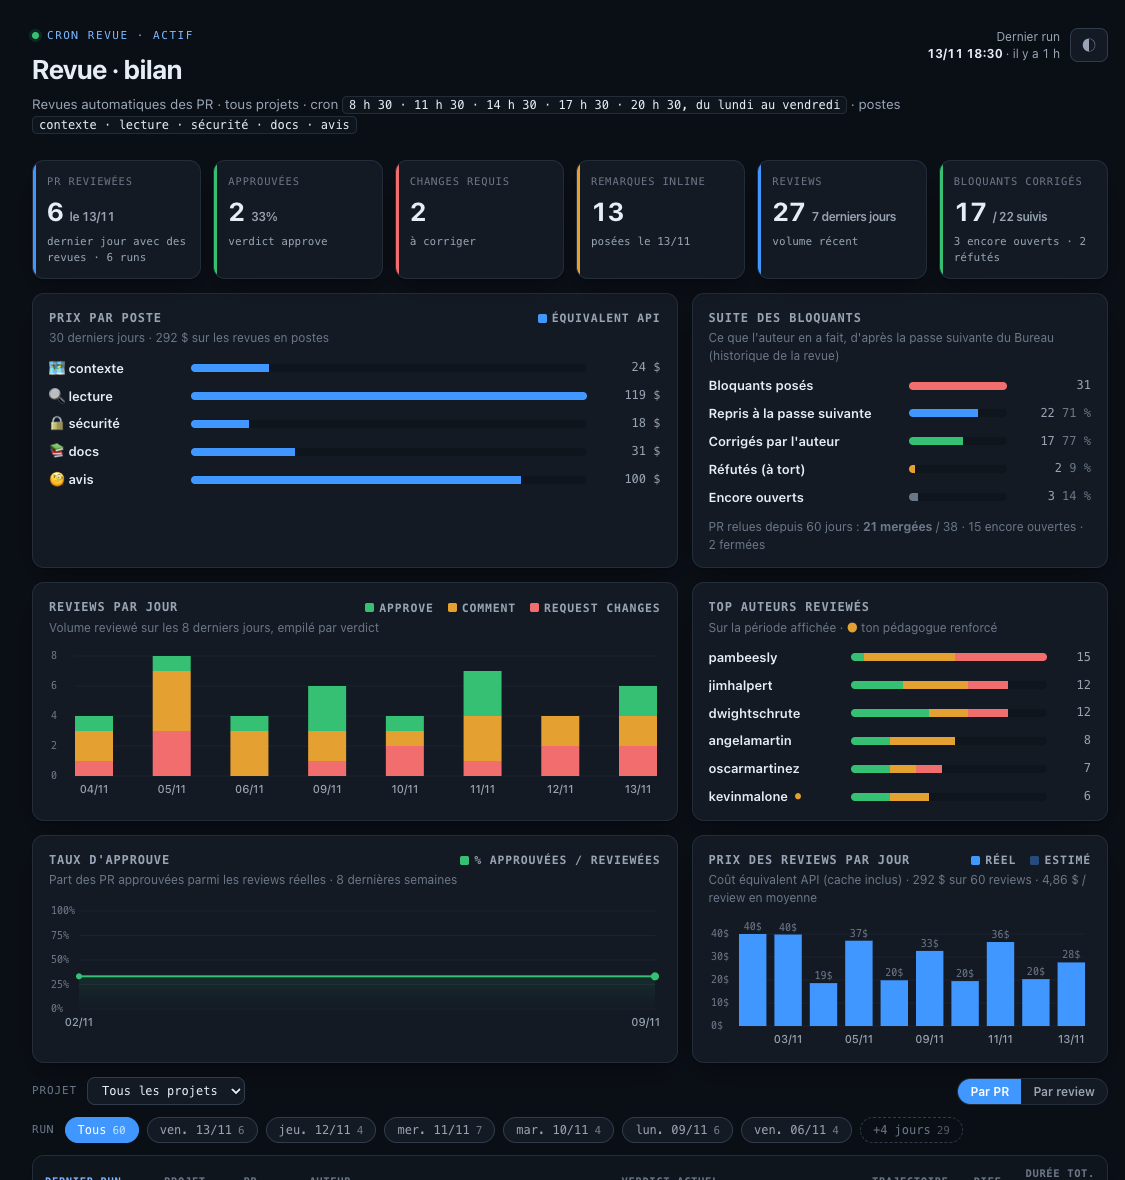 CRON REVUE · ACTIF
Revue · bilan
Dernier run
13/11 18:30 · il y a 1 h
Revues automatiques des PR · tous projets · cron 8 h 30 · 11 h 30 · 14 h 30 · 17 h 30 · 20 h 30, du lundi au vendredi · postes
contexte · lecture · sécurité · docs · avis
PR REVIEWÉES
6 le 13/11
dernier jour avec des
revues · 6 runs
APPROUVÉES
2 33%
verdict approve
CHANGES REQUIS
2
à corriger
REMARQUES INLINE
13
posées le 13/11
REVIEWS
27 7 derniers jours
volume récent
BLOQUANTS CORRIGÉS
17 / 22 suivis
3 encore ouverts · 2
réfutés
PRIX PAR POSTE
ÉQUIVALENT API
30 derniers jours · 292 $ sur les revues en postes
contexte 24 $
lecture 119 $
sécurité 18 $
docs 31 $
avis 100 $
SUITE DES BLOQUANTS
Ce que l'auteur en a fait, d'après la passe suivante du Bureau
(historique de la revue)
Bloquants posés 31
Repris à la passe suivante 22 71 %
Corrigés par l'auteur 17 77 %
Réfutés (à tort) 2 9 %
Encore ouverts 3 14 %
PR relues depuis 60 jours : 21 mergées / 38 · 15 encore ouvertes ·
2 fermées
REVIEWS PAR JOUR
APPROVE COMMENT REQUEST CHANGES
Volume reviewé sur les 8 derniers jours, empilé par verdict
8
6
4
2
0
04/11 05/11 06/11 09/11 10/11 11/11 12/11 13/11
TOP AUTEURS REVIEWÉS
Sur la période affichée · ton pédagogue renforcé
pambeesly 15
jimhalpert 12
dwightschrute 12
angelamartin 8
oscarmartinez 7
kevinmalone 6
TAUX D'APPROUVE
% APPROUVÉES / REVIEWÉES
Part des PR approuvées parmi les reviews réelles · 8 dernières semaines
100%
75%
50%
25%
0%
02/11 09/11
PRIX DES REVIEWS PAR JOUR
RÉEL ESTIMÉ
Coût équivalent API (cache inclus) · 292 $ sur 60 reviews · 4,86 $ /
review en moyenne
40$
30$
20$
10$
0$
40$ 40$ 19$ 37$ 20$ 33$ 20$ 36$ 20$ 28$
03/11 05/11 09/11 11/11 13/11
PROJET Tous les projets
Par PR Par review
RUN Tous 60 ven. 13/11 6 jeu. 12/11 4 mer. 11/11 7 mar. 10/11 4 lun. 09/11 6 ven. 06/11 4 +4 jours 29
DURÉE TOT.
DERNIER RUN PROJET PR AUTEUR VERDICT ACTUEL TRAJECTOIRE DIFF